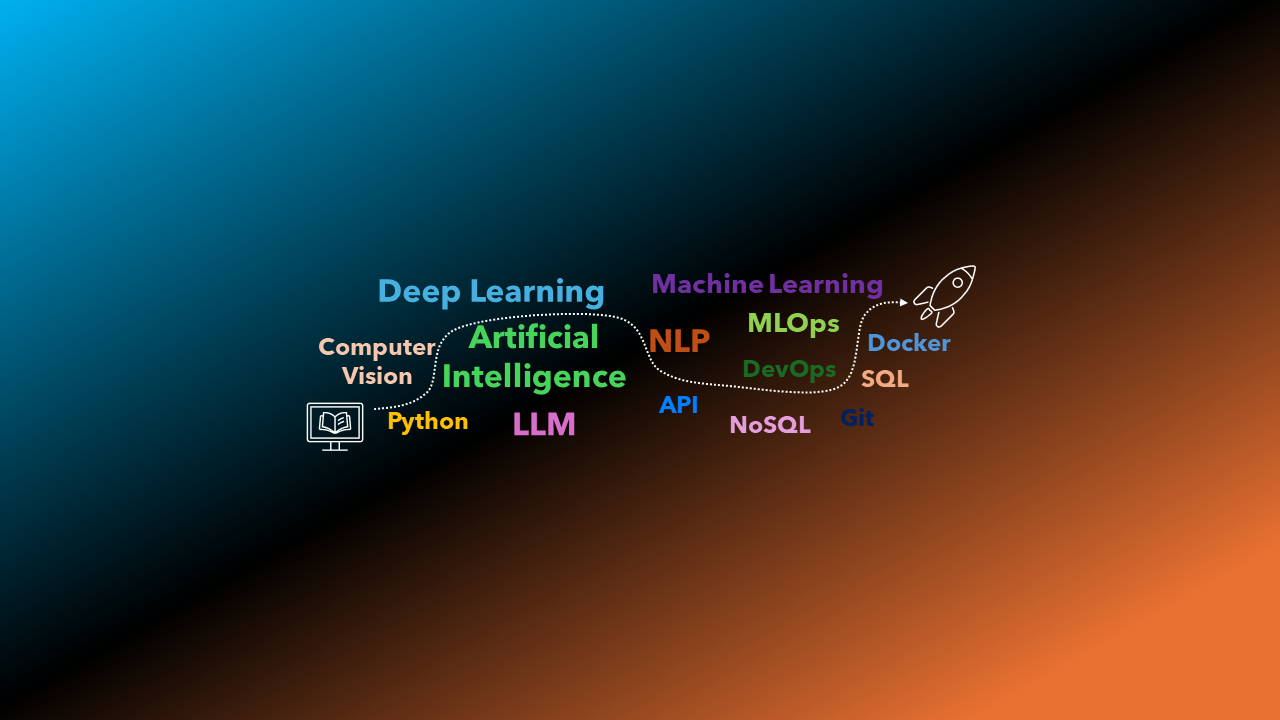 Deep Learning
Machine Learning
Artificial
Intelligence
NLP
MLOps
Computer
Vision
Docker
DevOps
SQL
Python
LLM
API
NoSQL
Git